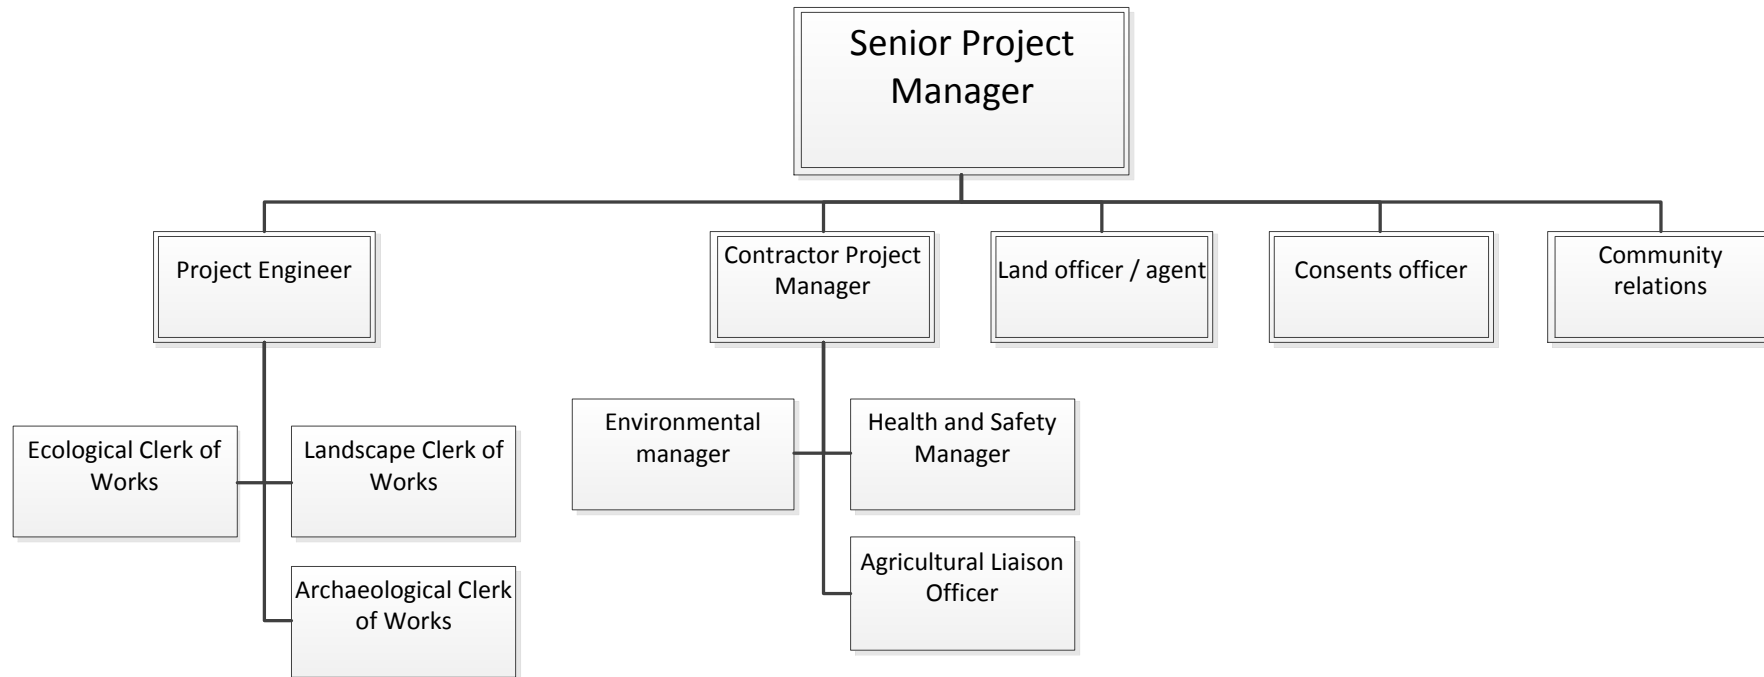 Senior Project
Manager
Project Engineer
Contractor Project
Manager
Land officer / agent
Consents officer
Community
relations
Ecological Clerk of
Works
Landscape Clerk of
Works
Archaeological Clerk
of Works
Environmental
manager
Health and Safety
Manager
Agricultural Liaison
Officer